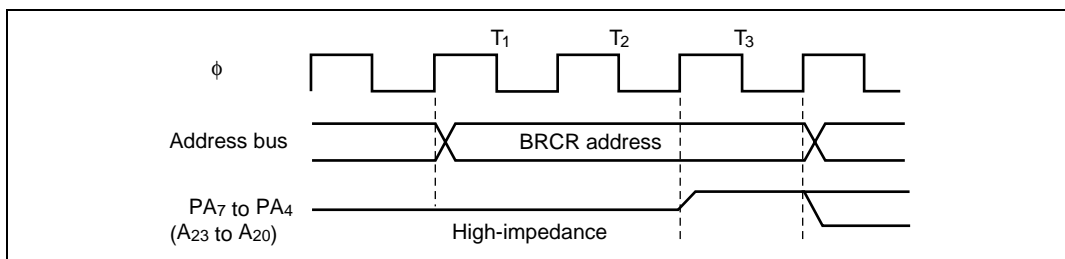 T1 T2 T3
ϕ
Address bus
BRCR address
PA7 to PA4
(A23 to A20)
High-impedance